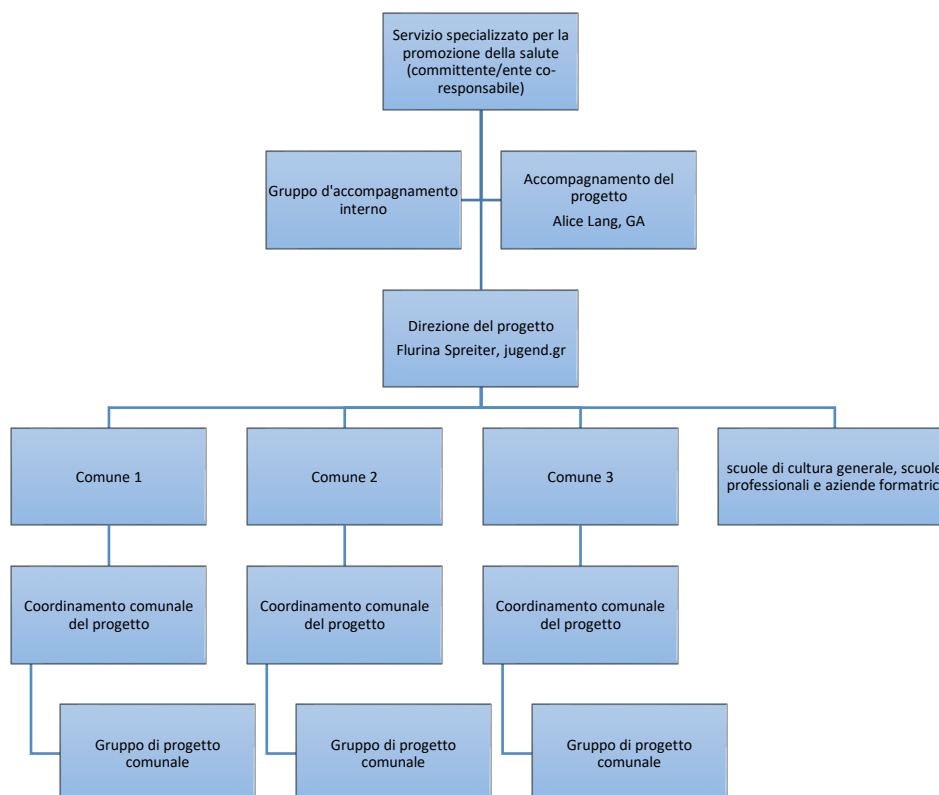 Servizio specializzato per la
promozione della salute
(committente/ente co-
responsabile)
Gruppo d'accompagnamento
interno
Accompagnamento del
progetto
Alice Lang, GA
Direzione del progetto
Flurina Spreiter, jugend.gr
Comune 1
Comune 2
Comune 3
scuole di cultura generale, scuole
professionali e aziende formatric
Coordinamento comunale
del progetto
Coordinamento comunale
del progetto
Coordinamento comunale
del progetto
Gruppo di progetto
comunale
Gruppo di progetto
comunale
Gruppo di progetto
comunale